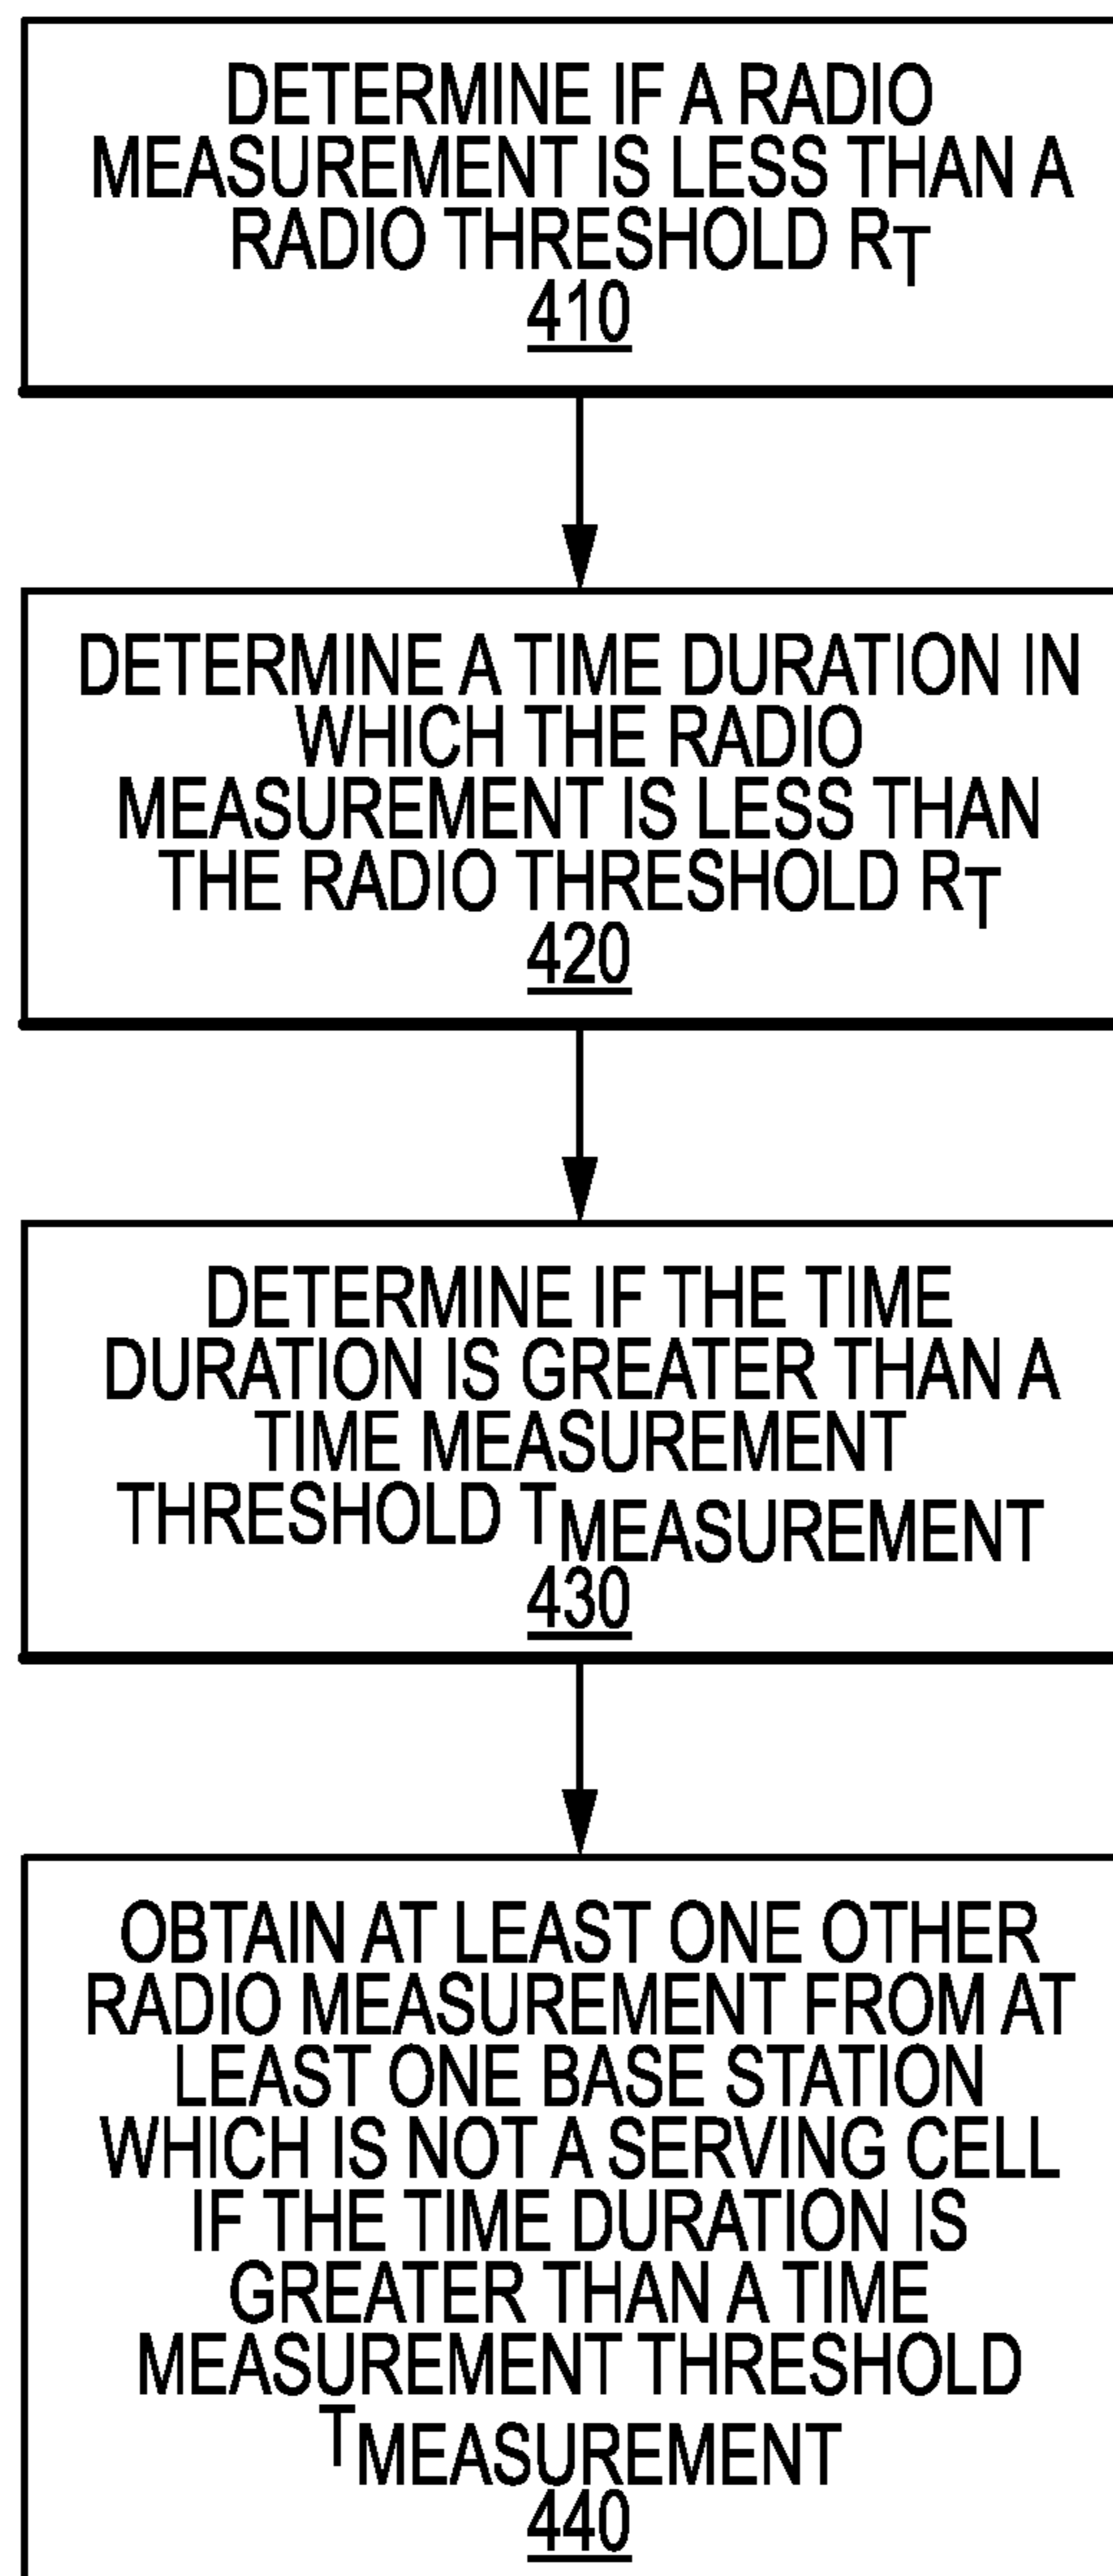 DETERMINE IF A RADIO
MEASUREMENT IS LESS THAN A
RADIO THRESHOLD RT
410
DETERMINE A TIME DURATION IN
WHICH THE RADIO
MEASUREMENT IS LESS THAN
THE RADIO THRESHOLD RT
420
DETERMINE IF THE TIME
DURATION IS GREATER THAN A
TIME MEASUREMENT
THRESHOLD TMEASUREMENT
430
OBTAIN AT LEAST ONE OTHER
RADIO MEASUREMENT FROM AT
LEAST ONE BASE STATION
WHICH IS NOT A SERVING CELL
IF THE TIME DURATION IS
GREATER THAN A TIME
MEASUREMENT THRESHOLD
TMEASUREMENT
440